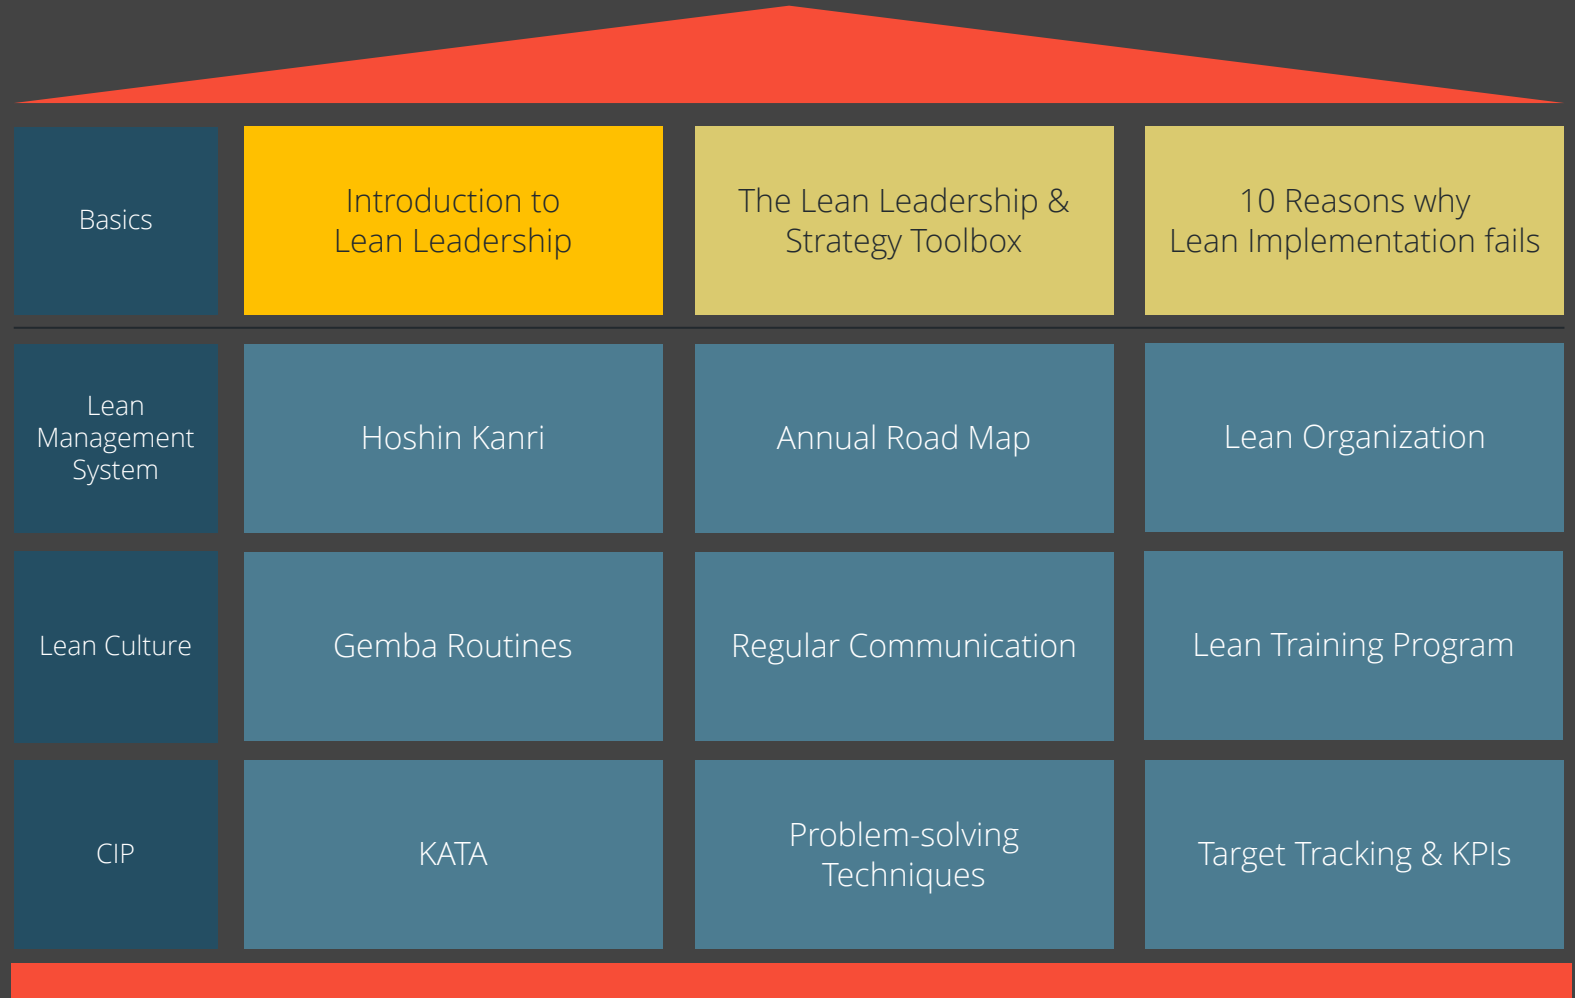 Basics
Introduction to
Lean Leadership
The Lean Leadership &
Strategy Toolbox
10 Reasons why
Lean Implementation fails
Lean
Management
System
Hoshin Kanri
Annual Road Map
Lean Organization
Lean Culture
Gemba Routines
Regular Communication
Lean Training Program
CIP
KATA
Problem-solving
Techniques
Target Tracking & KPIs